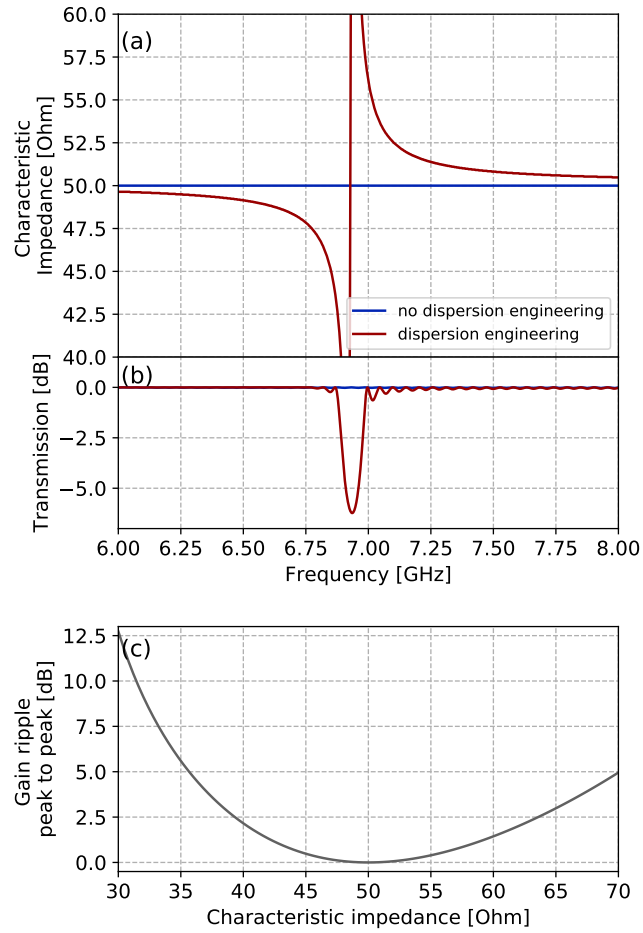 (a)
60.0
57.5
55.0
52.5
50.0
47.5
45.0
42.5
40.0
Characteristic
Impedance [Ohm]
no dispersion engineering
dispersion engineering
(b)
0.0
−2.5
−5.0
Transmission [dB]
6.00 6.25 6.50 6.75 7.00 7.25 7.50 7.75 8.00
Frequency [GHz]
(c)
12.5
10.0
7.5
5.0
2.5
0.0
Gain ripple
peak to peak [dB]
30 35 40 45 50 55 60 65 70
Characteristic impedance [Ohm]